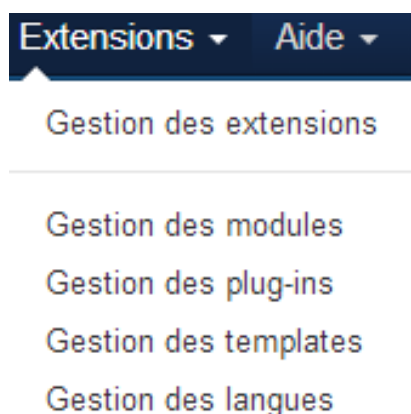 Extensions Aide
Gestion des extensions
Gestion des modules
Gestion des plug-ins
Gestion des templates
Gestion des langues